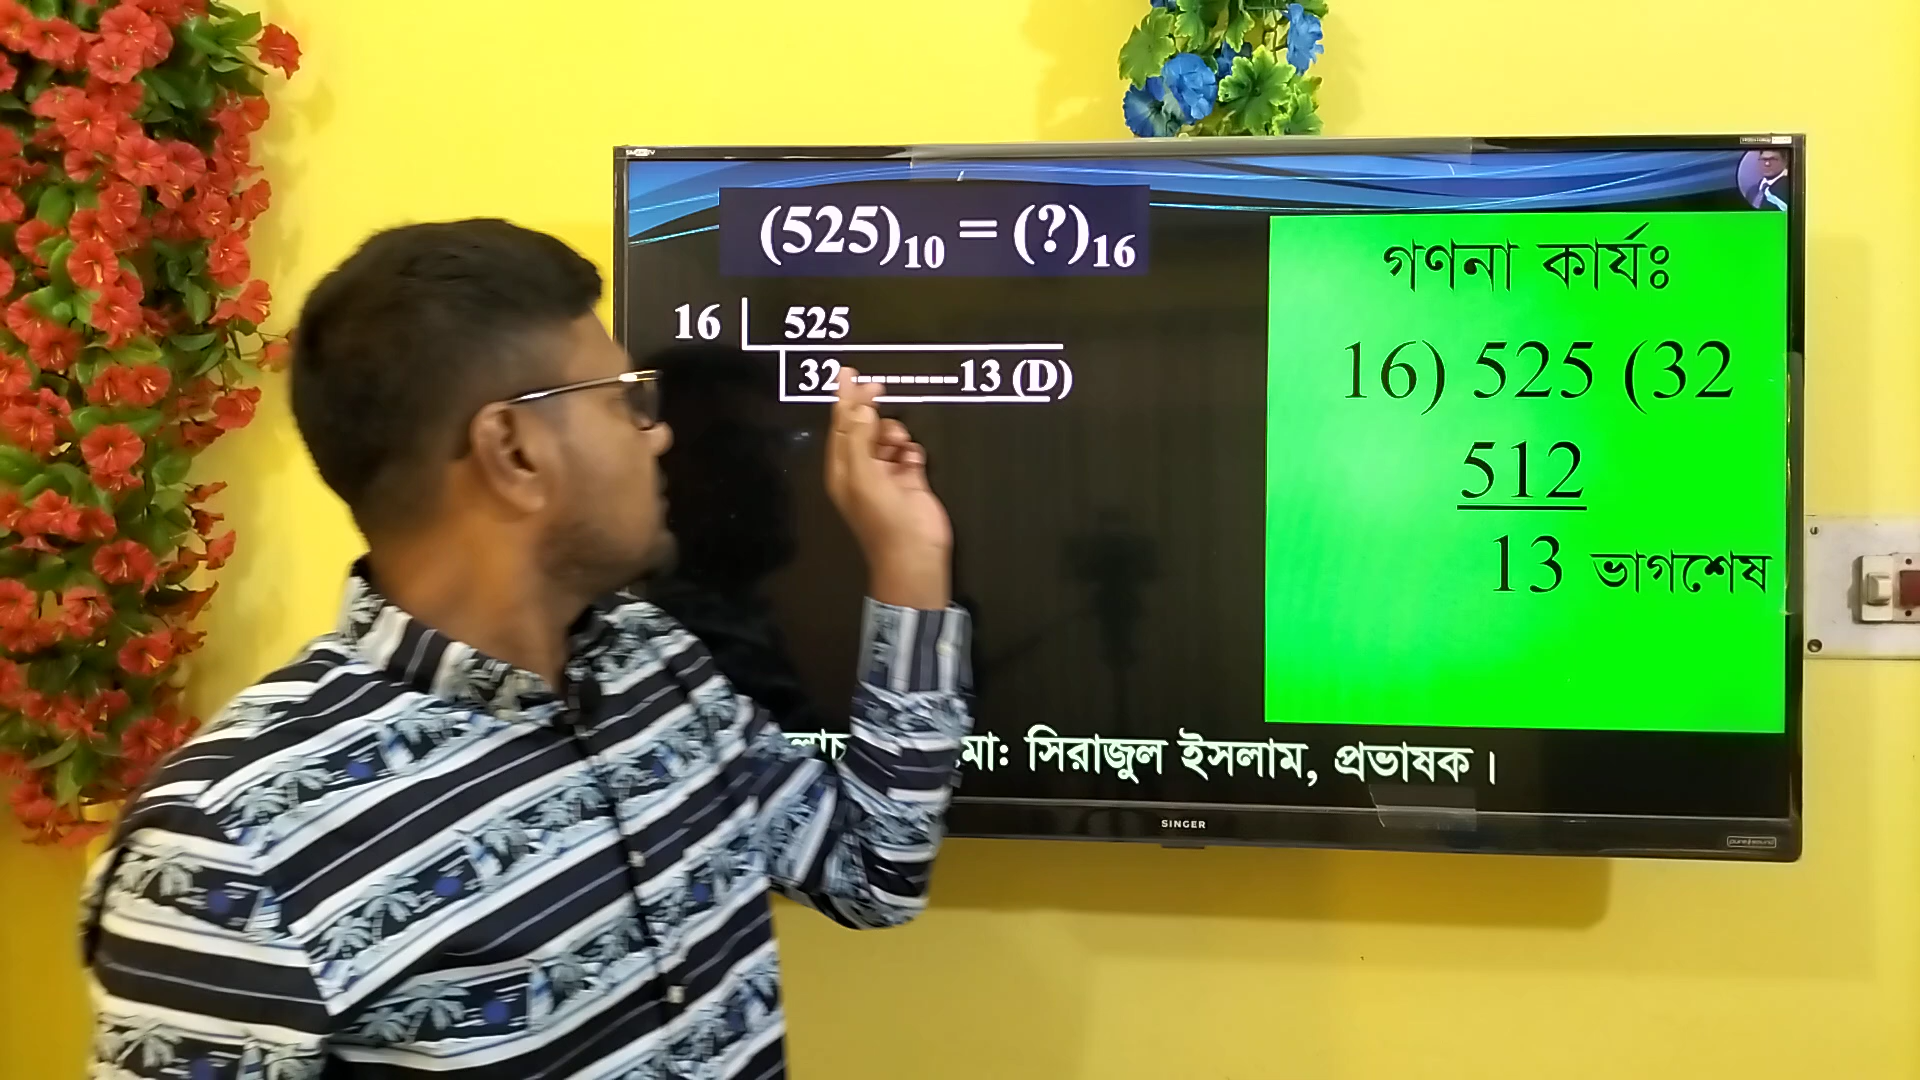 (525)10 = (?)16
16 525
32--------13 (D)
গণনা কার্যঃ
16) 525 (32
512
13 ভাগশেষ
মোঃ সিরাজুল ইসলাম, প্রভাষক।
SINGER